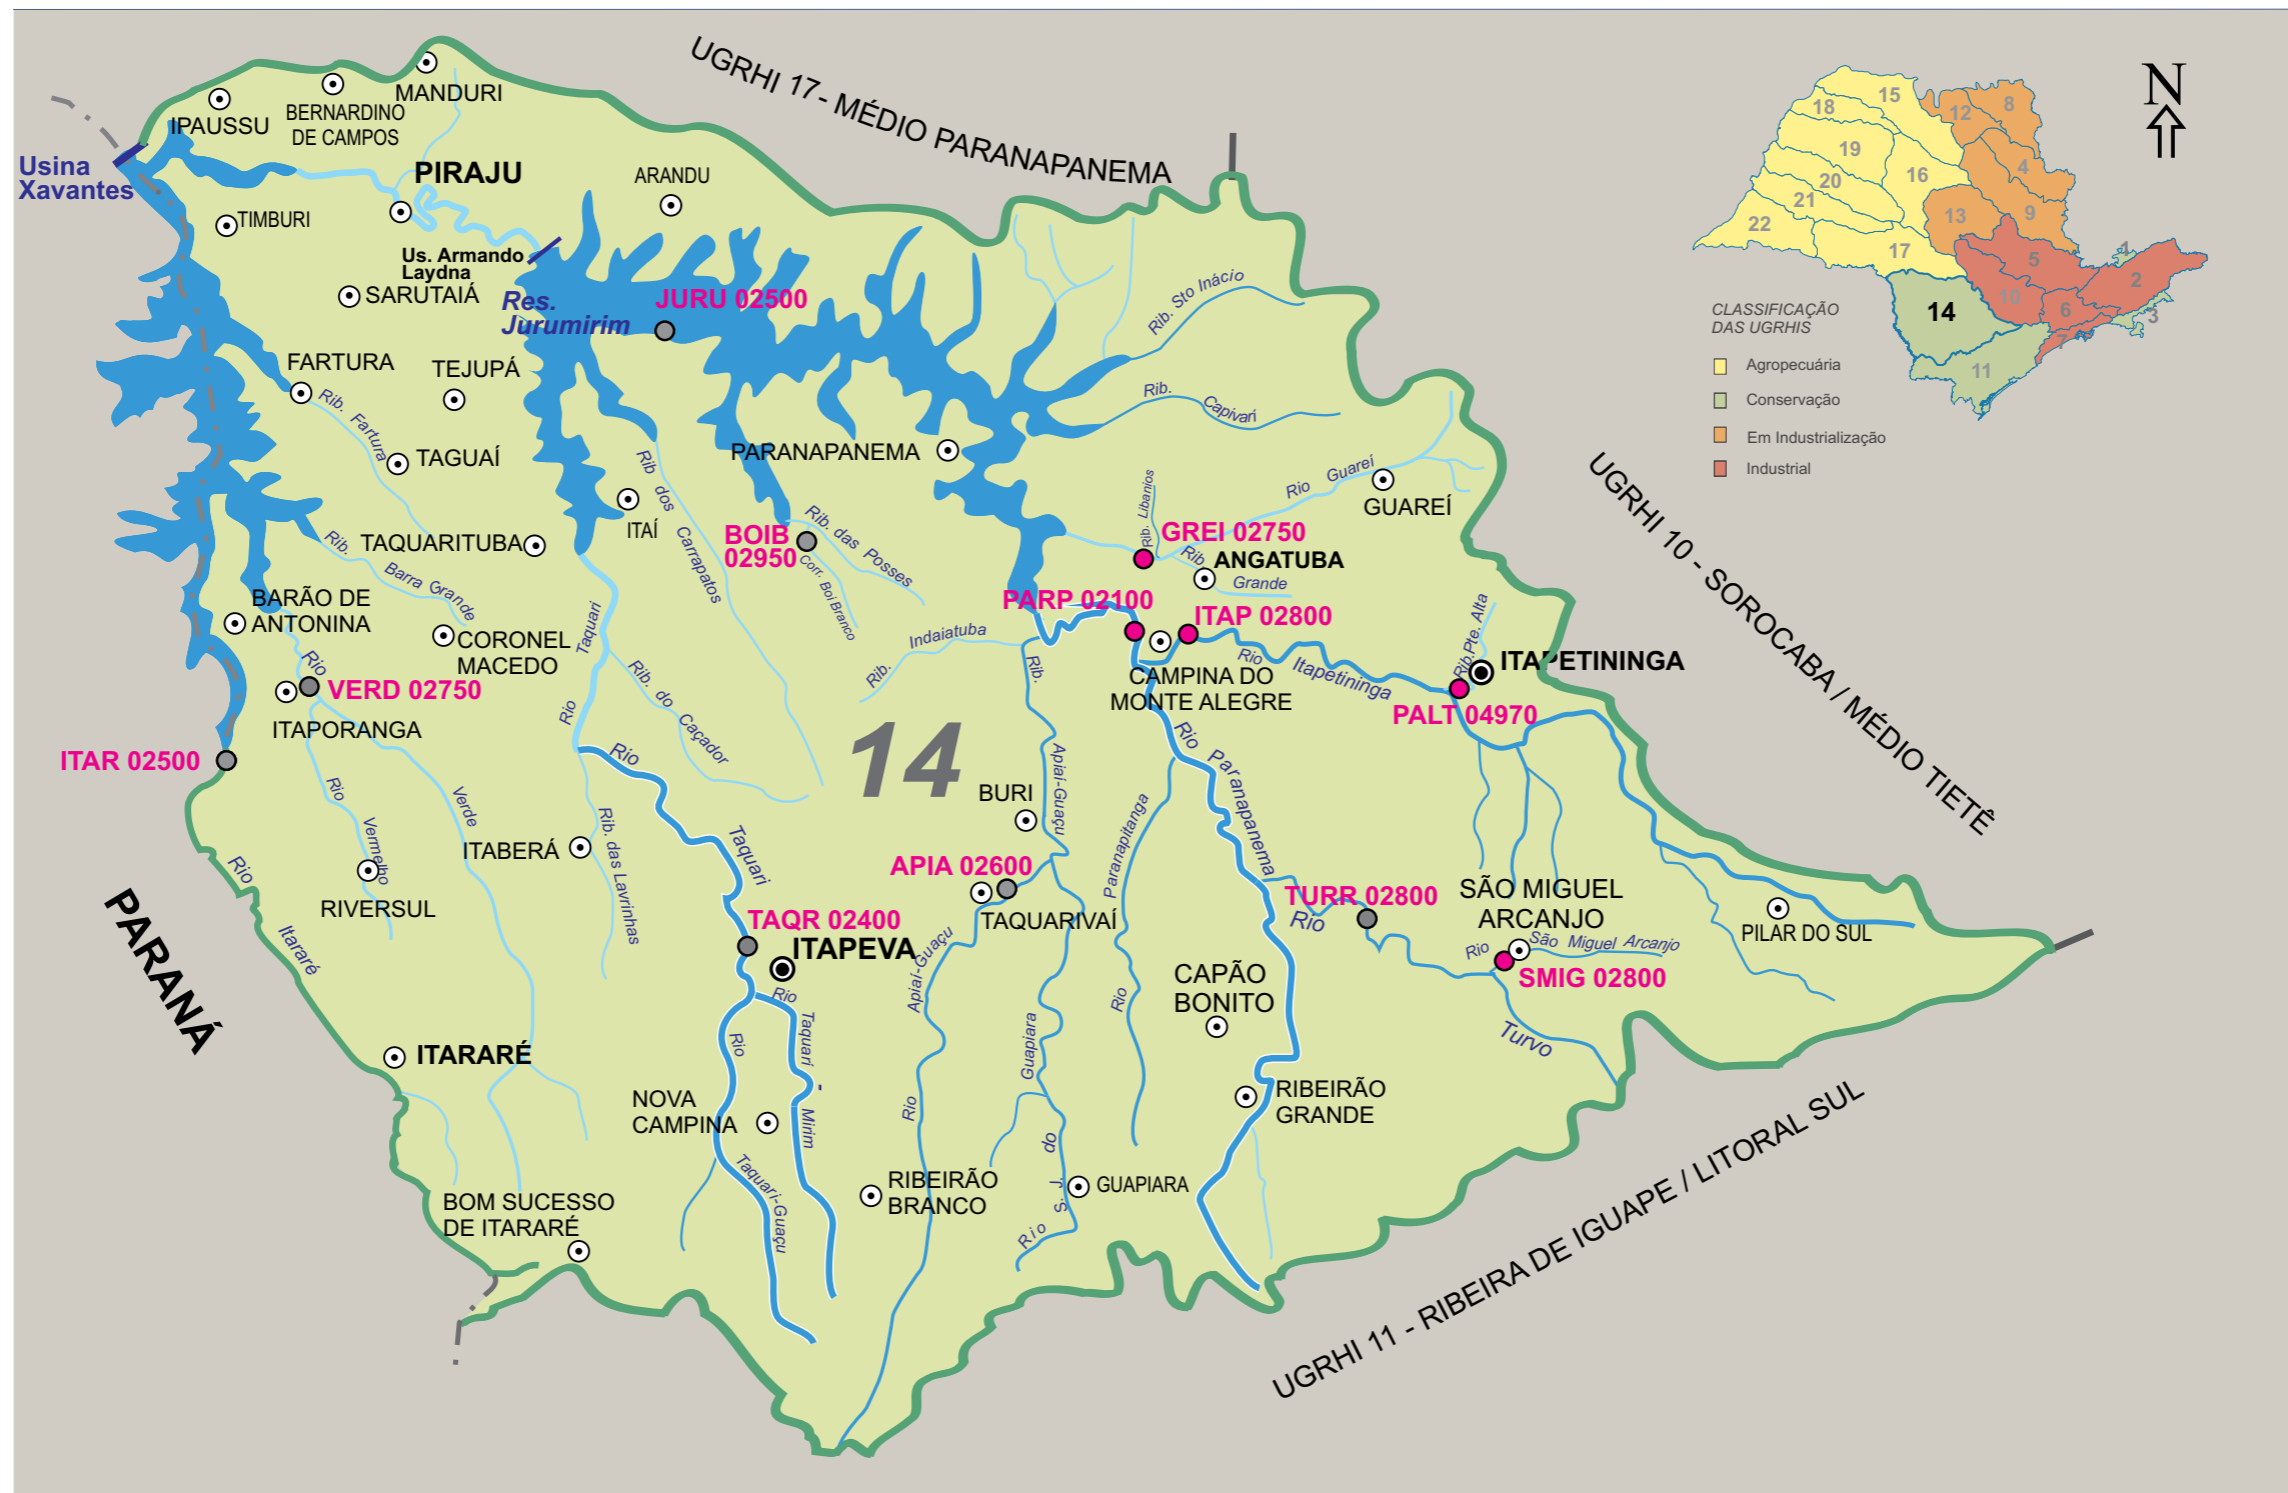 UGRHI 17- MÉDIO PARANAPANEMA
N
MANDURI
BERNARDINO
DE CAMPOS
IPAUSSU
Usina
Xavantes
PIRAJU
ARANDU
TIMBURI
Us. Armando
Laydna
SARUTAIÁ
Res.
Jurumirim
JURU 02500
Rib. Sto Inácio
FARTURA
TEJUPÁ
Rib. Fartura
TAGUAÍ
Rib. Capivari
PARANAPANEMA
Rib dos Carrapatos
ITAÍ
Rio Guareí
GUAREÍ
Rib. Libanios
GREI 02750
BOIB
02950
Rib. das Posses
Corr. Boi Branco
TAQUARITUBA
Rib. Barra Grande
Rib. Grande
ANGATUBA
BARÃO DE
ANTONINA
CORONEL
MACEDO
PARP 02100
ITAP 02800
Rib. Indaiatuba
CAMPINA DO
MONTE ALEGRE
Rio Itapetininga
Rib.Pte. Alta
ITAPETININGA
PALT 04970
Rio Taquari
Rib. do Caçador
Rio Verde
VERD 02750
ITAPORANGA
ITAR 02500
14
Rio Vermelho
RIVERSUL
Rio Itararé
PARANÁ
ITABERÁ
Rib. das Lavrinhas
Rio Taquari
BURI
Rib. Apiaí-Guaçu
Rio Paranapitanga
Rio Paranapanema
APIA 02600
TAQUARIVAÍ
TAQR 02400
ITAPEVA
Rio Apiaí-Guaçu
TURR 02800
Rio Turvo
SÃO MIGUEL
ARCANJO
Rio São Miguel Arcanjo
SMIG 02800
PILAR DO SUL
CAPÃO
BONITO
ITARARÉ
NOVA
CAMPINA
Rio Taquari - Mirim
Rio Taquari-Guaçu
RIBEIRÃO
GRANDE
BOM SUCESSO
DE ITARARÉ
RIBEIRÃO
BRANCO
Rio S. J. do Guapiara
GUAPIARA
UGRHI 10 - SOROCABA / MÉDIO TIETÊ
UGRHI 11 - RIBEIRA DE IGUAPE / LITORAL SUL
15
18
12
8
19
4
16
20
21
13
9
22
17
1
5
2
10
14
6
3
7
11
CLASSIFICAÇÃO
DAS UGRHIS
Agropecuária
Conservação
Em Industrialização
Industrial